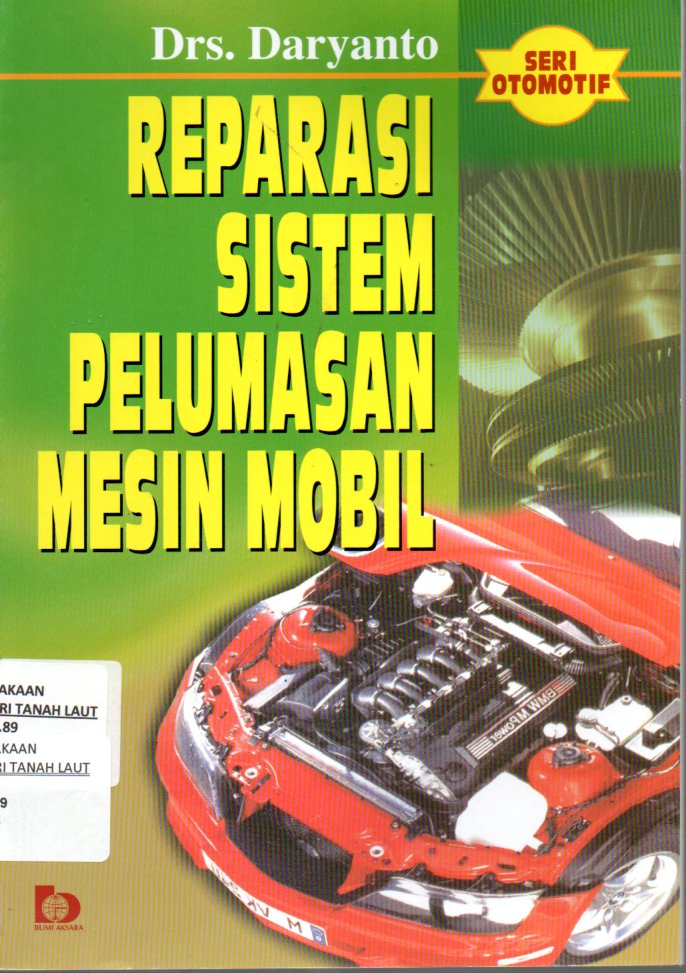 Drs. Daryanto
SERI
OTOMOTIF
REPARASI
SISTEM
PELUMASAN
MESIN MOBIL
AKAAN
RI TANAH LAUT
.89
AKAAN
RI TANAH LAUT
9
BMW M POWER
BUMI AKSARA